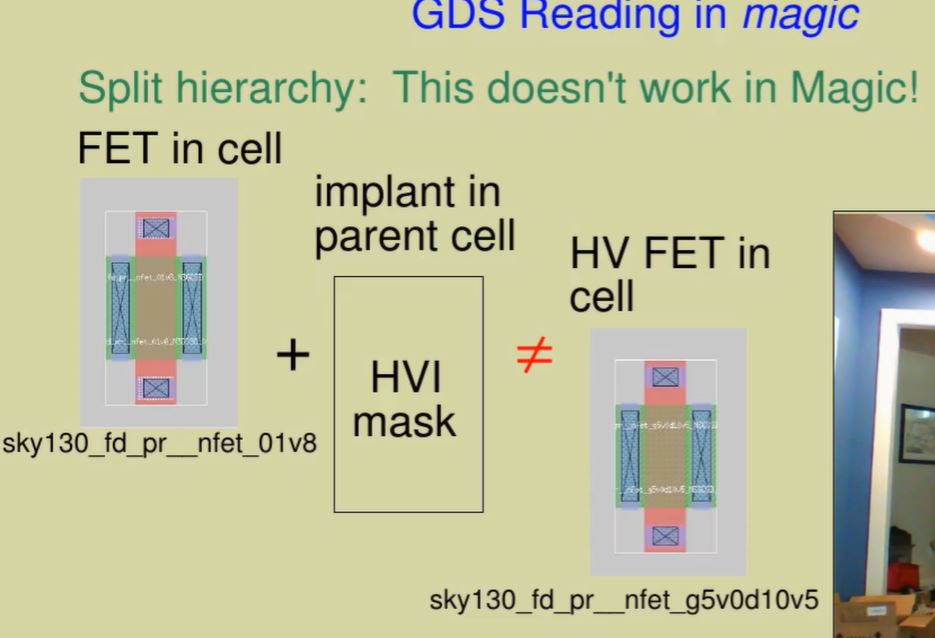 GDS Reading in magic
Split hierarchy:  This doesn't work in Magic!
FET in cell
implant in
parent cell
HV FET in
cell
+
HVI
mask
≠
sky130_fd_pr__nfet_01v8
sky130_fd_pr__nfet_g5v0d10v5